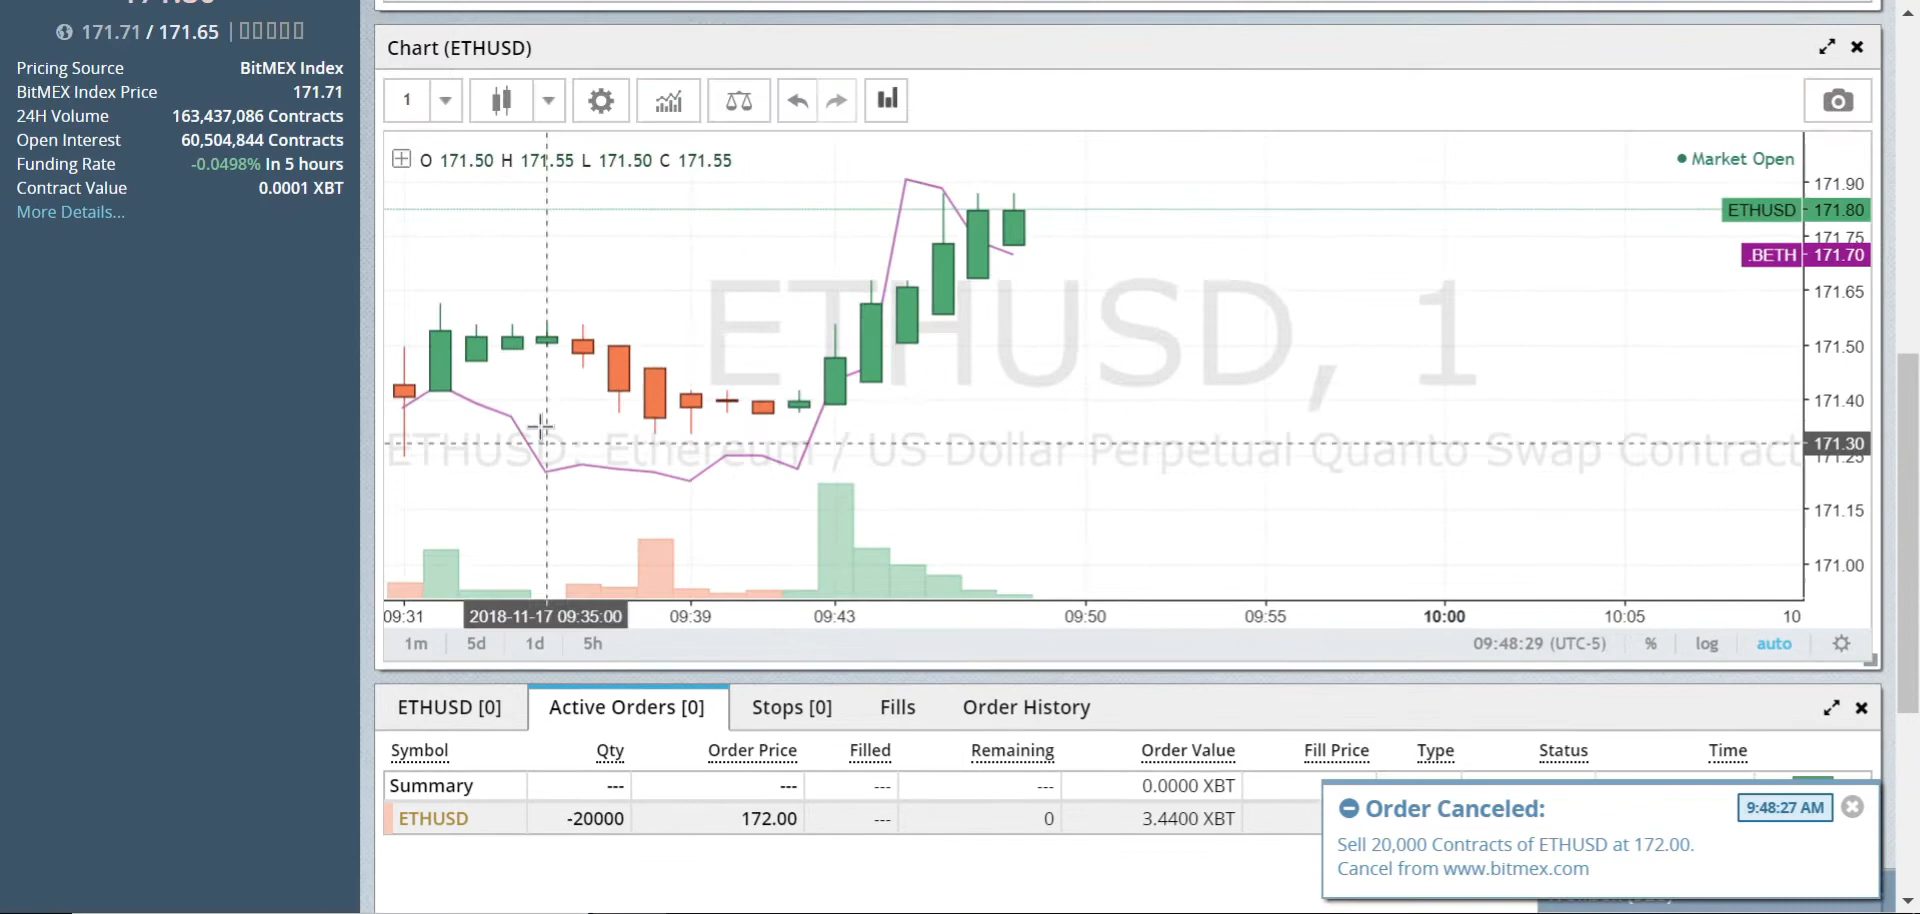 171.71 / 171.65
Pricing Source BitMEX Index
BitMEX Index Price 171.71
24H Volume 163,437,086 Contracts
Open Interest 60,504,844 Contracts
Funding Rate -0.0498% In 5 hours
Contract Value 0.0001 XBT
More Details...
Chart (ETHUSD)
1
O 171.50 H 171.55 L 171.50 C 171.55
Market Open
171.90
ETHUSD 171.80
171.75
.BETH 171.70
171.65
171.50
171.40
171.30
171.25
171.15
171.00
ETHUSD, 1
ETHUSD, Ethereum / US Dollar Perpetual Quanto Swap Contract
09:31 2018-11-17 09:35:00 09:39 09:43 09:50 09:55 10:00 10:05 10
1m 5d 1d 5h 09:48:29 (UTC-5) % log auto
ETHUSD [0] Active Orders [0] Stops [0] Fills Order History
Symbol Qty Order Price Filled Remaining Order Value Fill Price Type Status Time
Summary --- --- --- --- 0.0000 XBT
ETHUSD -20000 172.00 --- 0 3.4400 XBT
Order Canceled: 9:48:27 AM
Sell 20,000 Contracts of ETHUSD at 172.00.
Cancel from www.bitmex.com